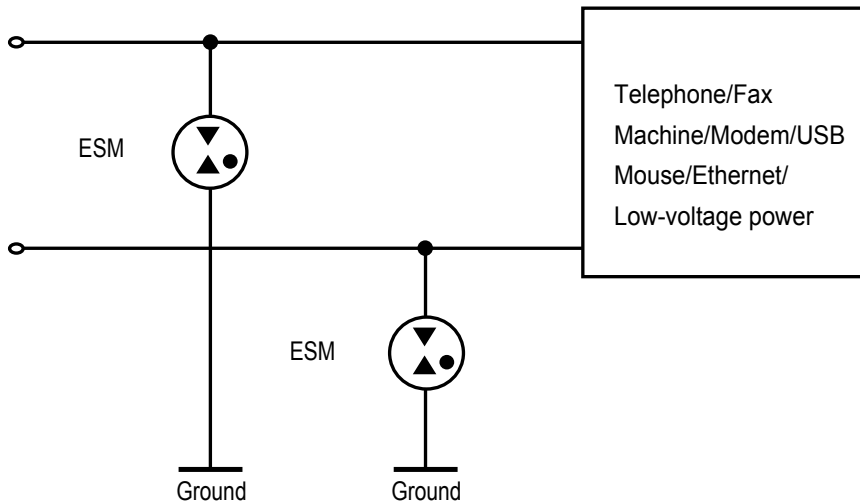 Telephone/Fax
Machine/Modem/USB
Mouse/Ethernet/
Low-voltage power
ESM
ESM
Ground
Ground